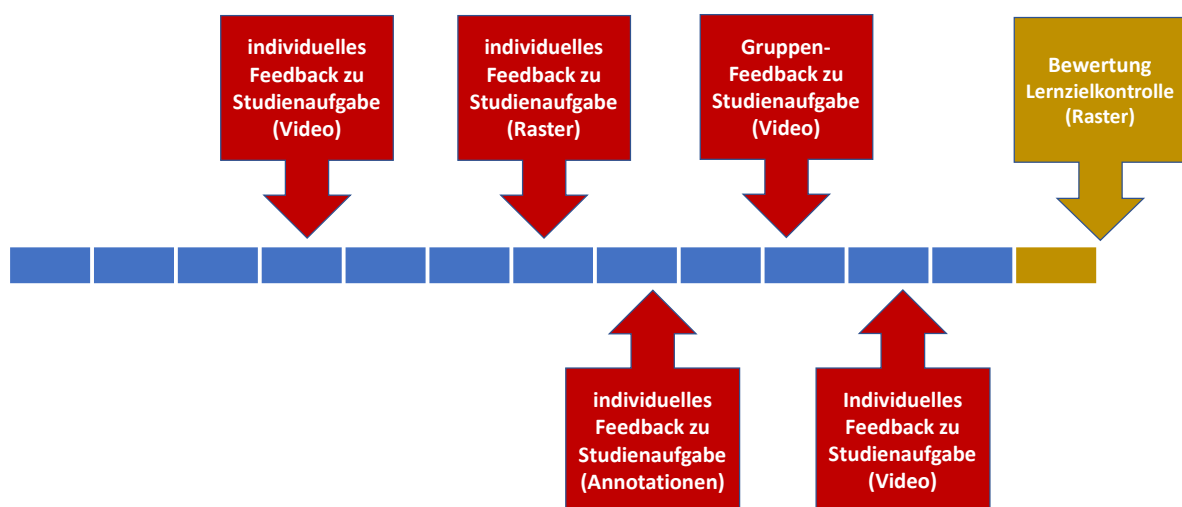 individuelles
Feedback zu
Studienaufgabe
(Video)
individuelles
Feedback zu
Studienaufgabe
(Raster)
Gruppen-
Feedback zu
Studienaufgabe
(Video)
Bewertung
Lernzielkontrolle
(Raster)
individuelles
Feedback zu
Studienaufgabe
(Annotationen)
Individuelles
Feedback zu
Studienaufgabe
(Video)